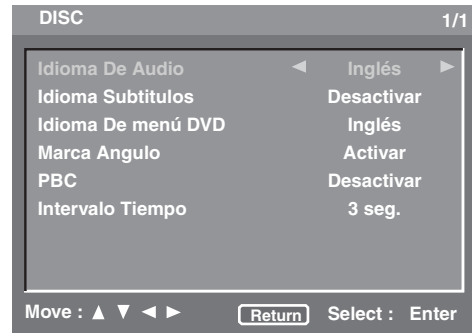 DISC 1/1
Idioma De Audio ◄ Inglés ►
Idioma Subtitulos Desactivar
Idioma De menú DVD Inglés
Marca Angulo Activar
PBC Desactivar
Intervalo Tiempo 3 seg.
Move : ▲ ▼ ◄ ► Return Select : Enter